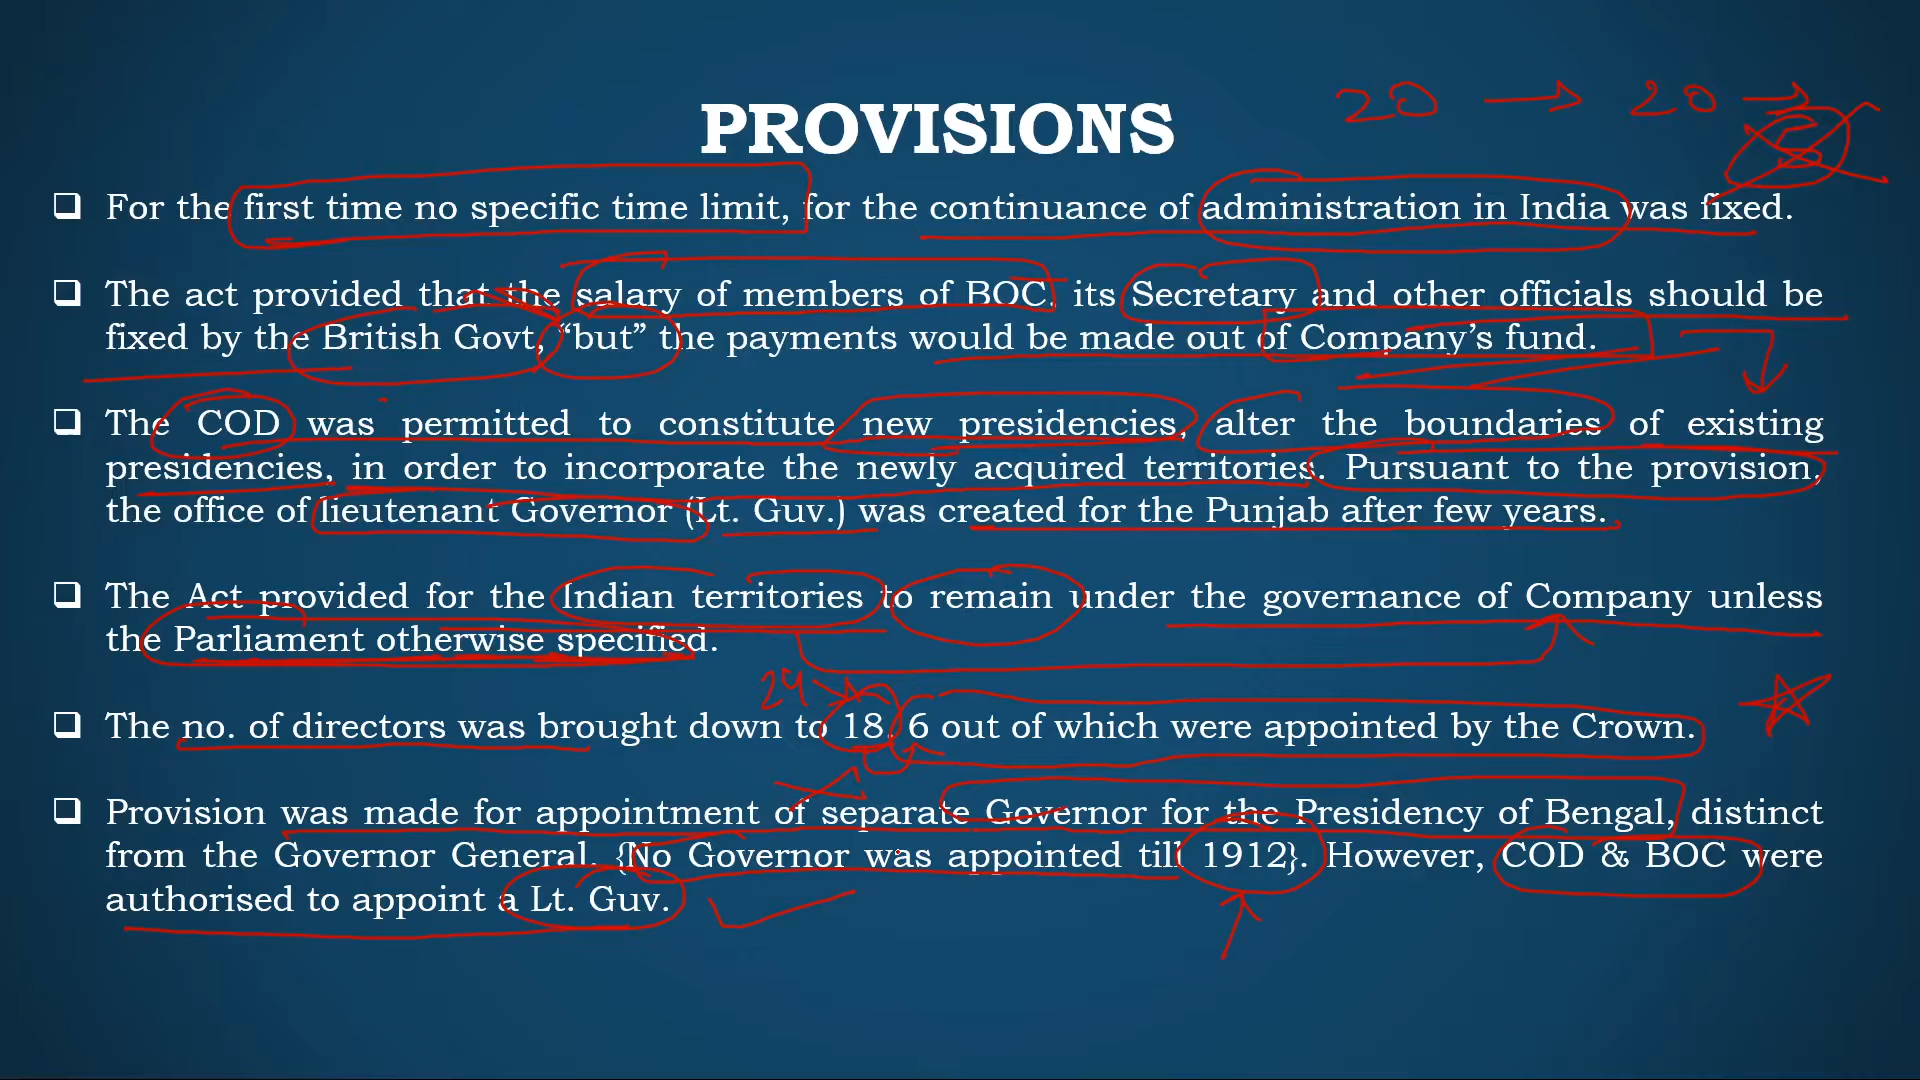 PROVISIONS
20 → 20 →
❑ For the first time no specific time limit, for the continuance of administration in India was fixed.
❑ The act provided that the salary of members of BOC, its Secretary and other officials should be
fixed by the British Govt, “but” the payments would be made out of Company’s fund.
❑ The COD was permitted to constitute new presidencies, alter the boundaries of existing
presidencies, in order to incorporate the newly acquired territories. Pursuant to the provision,
the office of lieutenant Governor (Lt. Guv.) was created for the Punjab after few years.
❑ The Act provided for the Indian territories to remain under the governance of Company unless
the Parliament otherwise specified.
24
❑ The no. of directors was brought down to 18. 6 out of which were appointed by the Crown.
❑ Provision was made for appointment of separate Governor for the Presidency of Bengal, distinct
from the Governor General. {No Governor was appointed till 1912}. However, COD & BOC were
authorised to appoint a Lt. Guv.